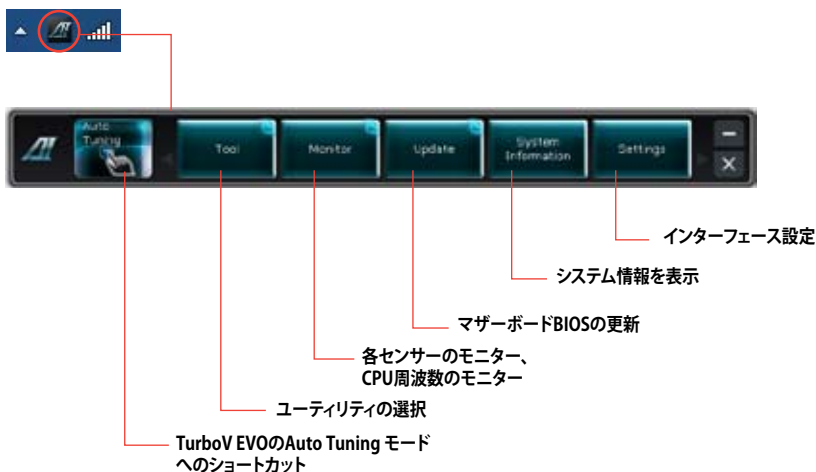 Auto
Tuning
Tool
Monitor
Update
System
Information
Settings
インターフェース設定
システム情報を表示
マザーボードBIOSの更新
各センサーのモニター、
CPU周波数のモニター
ユーティリティの選択
TurboV EVOのAuto Tuning モード
へのショートカット